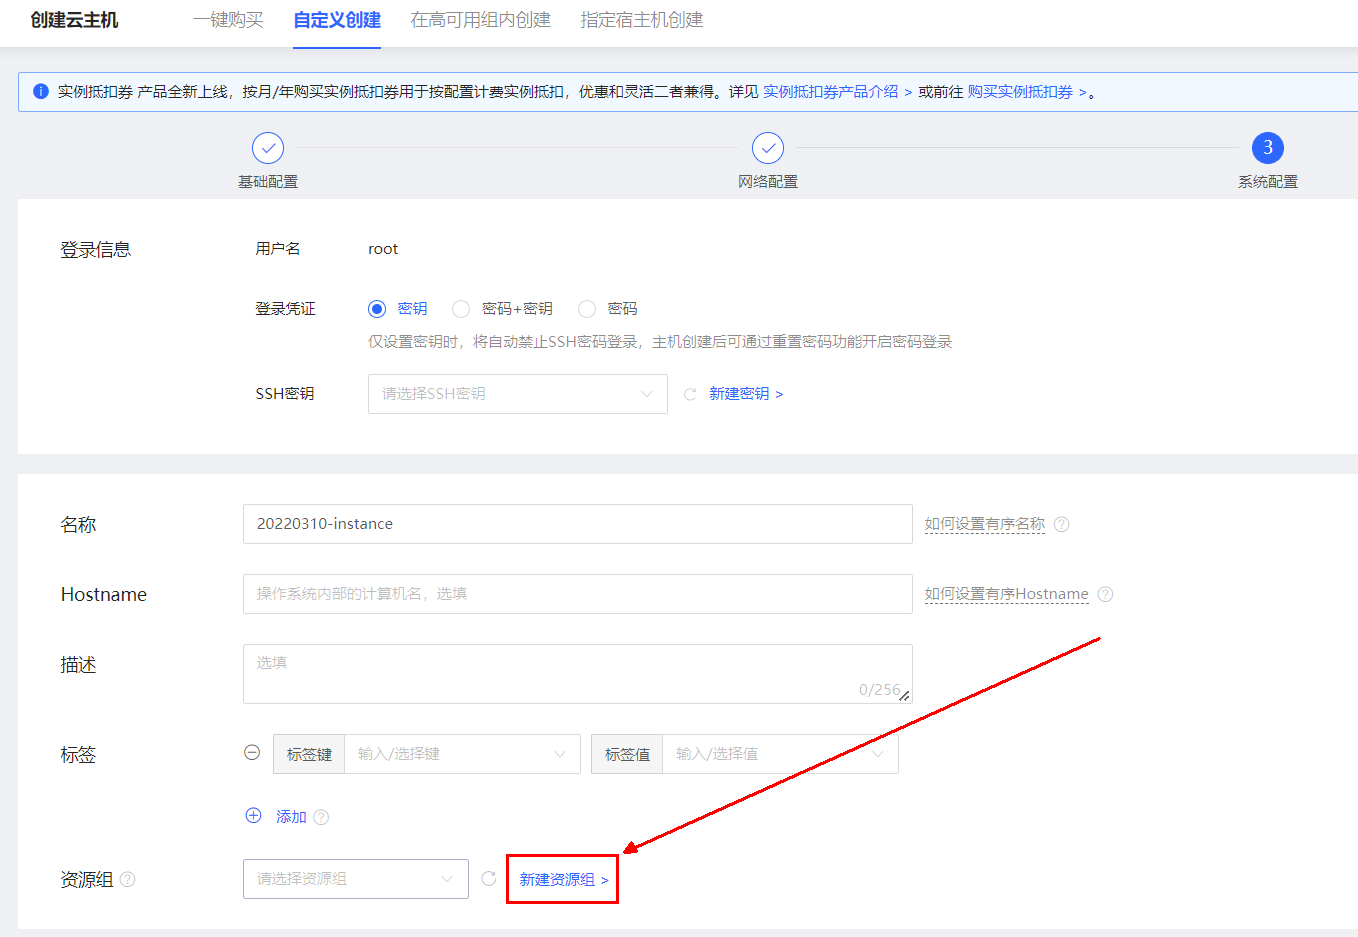 创建云主机 一键购买 自定义创建 在高可用组内创建 指定宿主机创建
实例抵扣券 产品全新上线，按月/年购买实例抵扣券用于按配置计费实例抵扣，优惠和灵活二者兼得。详见 实例抵扣券产品介绍 > 或前往 购买实例抵扣券 >。
3
基础配置 网络配置 系统配置
登录信息 用户名 root
登录凭证 密钥 密码+密钥 密码
仅设置密钥时，将自动禁止SSH密码登录，主机创建后可通过重置密码功能开启密码登录
SSH密钥 请选择SSH密钥 新建密钥 >
名称 20220310-instance 如何设置有序名称 ?
Hostname 操作系统内部的计算机名，选填 如何设置有序Hostname ?
描述 选填
0/256
标签 标签键 输入/选择键 标签值 输入/选择值
添加 ?
资源组 ? 请选择资源组 新建资源组 >